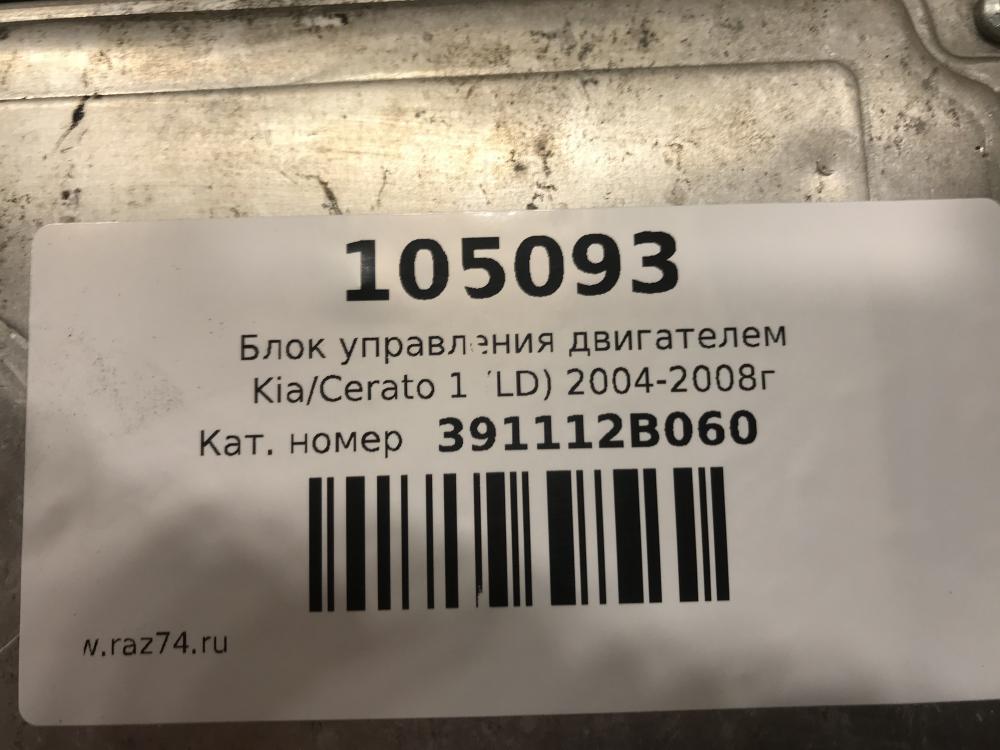 105093
Блок управления двигателем
Kia/Cerato 1 LD) 2004-2008г
Кат. номер 391112B060
w.raz74.ru